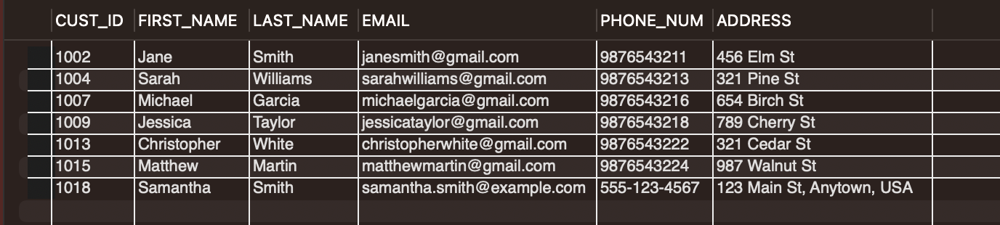 CUST_ID FIRST_NAME LAST_NAME EMAIL PHONE_NUM ADDRESS
1002 Jane Smith janesmith@gmail.com 9876543211 456 Elm St
1004 Sarah Williams sarahwilliams@gmail.com 9876543213 321 Pine St
1007 Michael Garcia michaelgarcia@gmail.com 9876543216 654 Birch St
1009 Jessica Taylor jessicataylor@gmail.com 9876543218 789 Cherry St
1013 Christopher White christopherwhite@gmail.com 9876543222 321 Cedar St
1015 Matthew Martin matthewmartin@gmail.com 9876543224 987 Walnut St
1018 Samantha Smith samantha.smith@example.com 555-123-4567 123 Main St, Anytown, USA